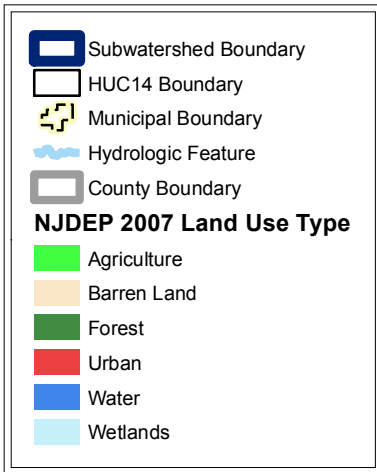 Subwatershed Boundary
HUC14 Boundary
Municipal Boundary
Hydrologic Feature
County Boundary
NJDEP 2007 Land Use Type
Agriculture
Barren Land
Forest
Urban
Water
Wetlands